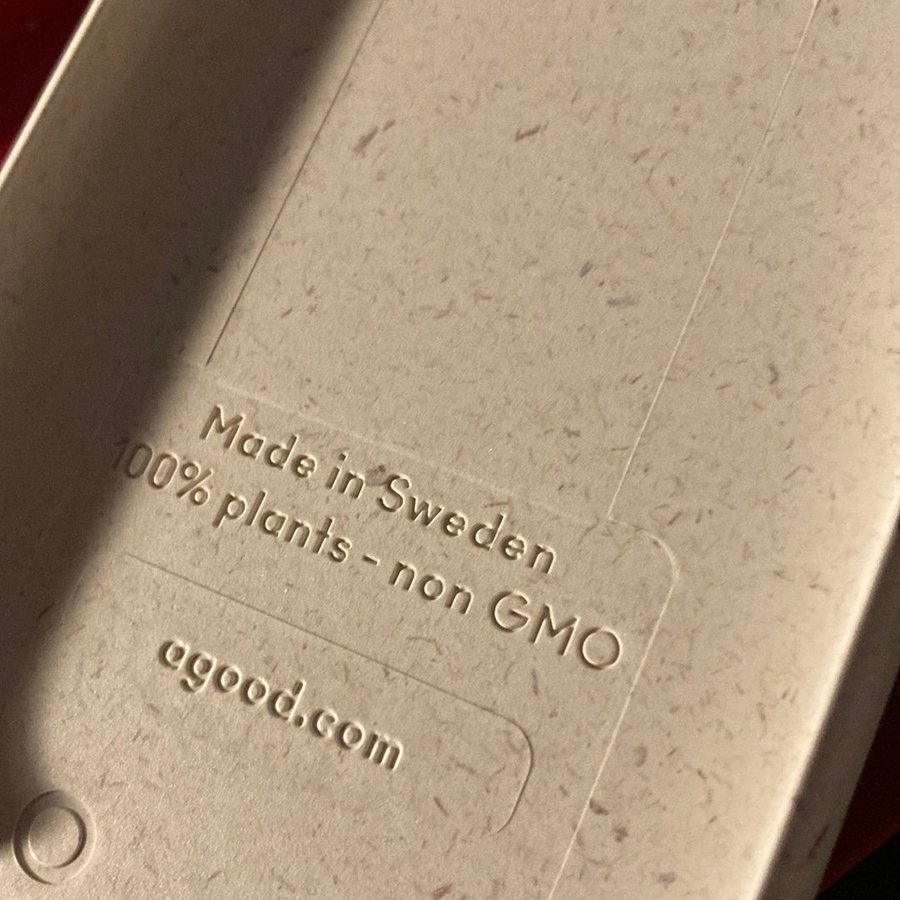 Made in Sweden
100% plants - non GMO
agood.com